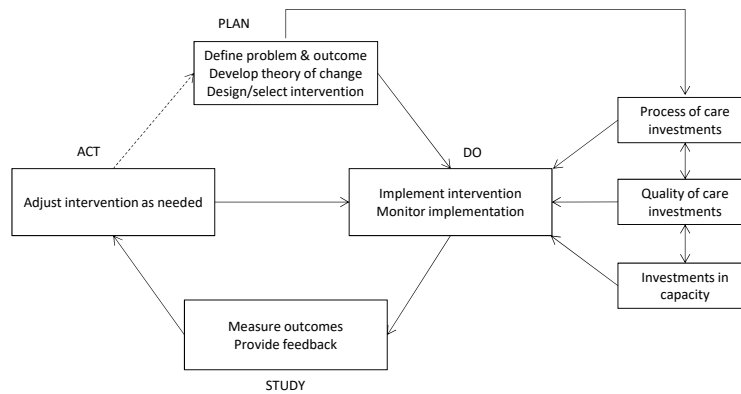 PLAN
Define problem & outcome
Develop theory of change
Design/select intervention
Process of care
investments
ACT
DO
Adjust intervention as needed
Implement intervention
Monitor implementation
Quality of care
investments
Investments in
capacity
Measure outcomes
Provide feedback
STUDY